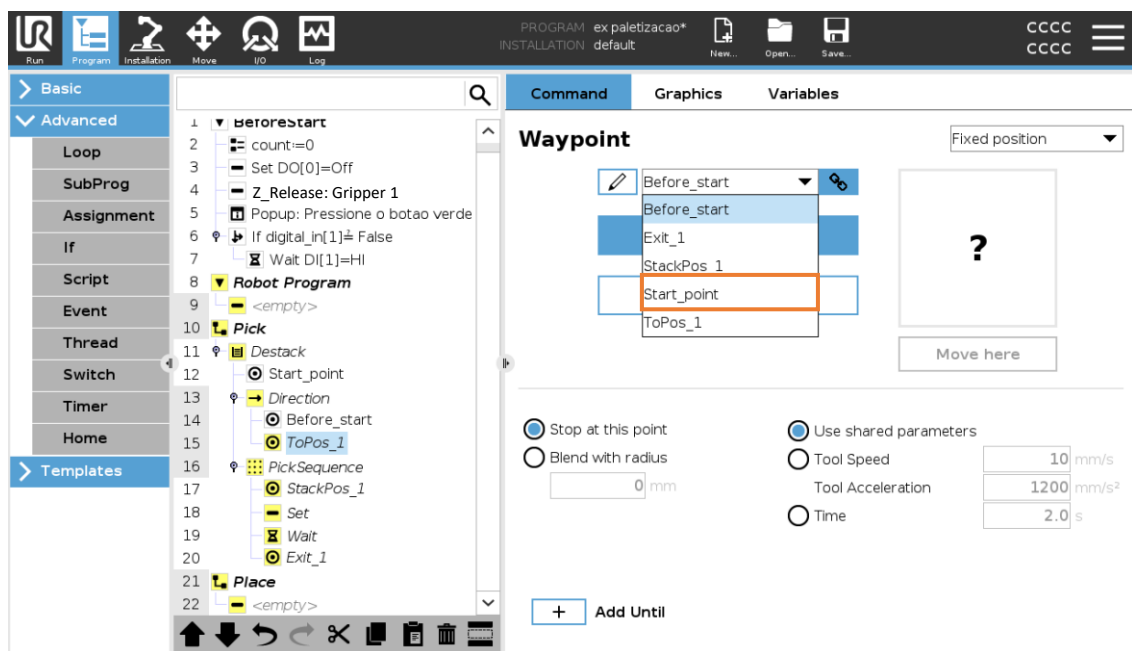 PROGRAM ex paletizacao*
INSTALLATION default
CCCC
CCCC
Run Program Installation Move I/O Log New... Open... Save...
Basic
Advanced
Loop
SubProg
Assignment
If
Script
Event
Thread
Switch
Timer
Home
Templates
1 BeforeStart
2 count:=0
3 Set DO[0]=Off
4 Z_Release: Gripper 1
5 Popup: Pressione o botao verde
6 If digital_in[1]≟ False
7 Wait DI[1]=HI
8 Robot Program
9 <empty>
10 Pick
11 Destack
12 Start_point
13 Direction
14 Before_start
15 ToPos_1
16 PickSequence
17 StackPos_1
18 Set
19 Wait
20 Exit_1
21 Place
22 <empty>
Command Graphics Variables
Waypoint
Fixed position
Before_start
Before_start
Exit_1
StackPos_1
Start_point
ToPos_1
?
Move here
Stop at this point
Blend with radius
0 mm
Use shared parameters
Tool Speed 10 mm/s
Tool Acceleration 1200 mm/s²
Time 2.0 s
+ Add Until